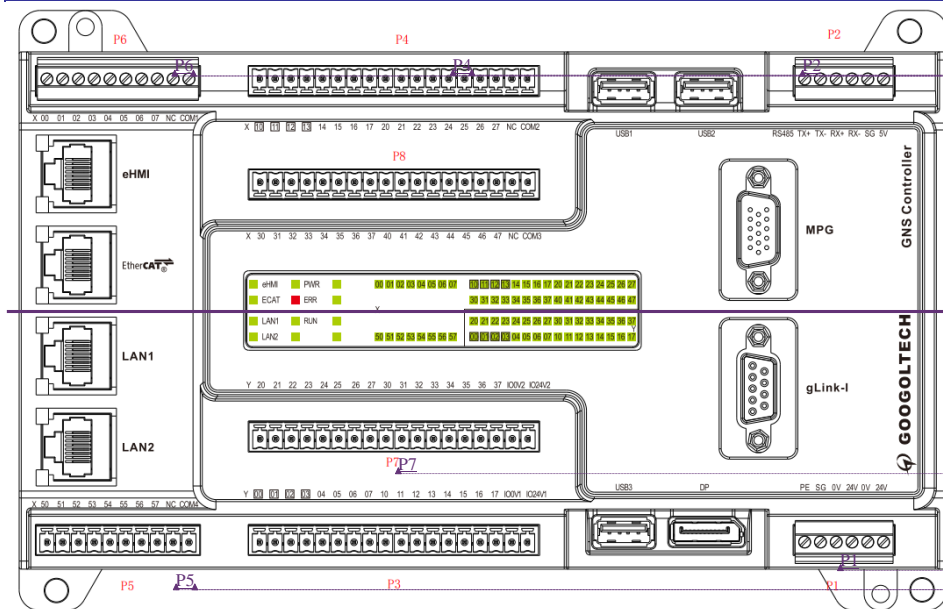 P6 P4 P2
P6 P4 P2
X 00 01 02 03 04 05 06 07 NC COM1
X 10 11 12 13 14 15 16 17 20 21 22 23 24 25 26 27 NC COM2
USB1 USB2 RS485 TX+ TX- RX+ RX- SG 5V
P8
eHMI
MPG
GNS Controller
X 30 31 32 33 34 35 36 37 40 41 42 43 44 45 46 47 NC COM3
EtherCAT®
eHMI PWR 00 01 02 03 04 05 06 07 10 11 12 13 14 15 16 17 20 21 22 23 24 25 26 27
ECAT ERR 30 31 32 33 34 35 36 37 40 41 42 43 44 45 46 47
X
LAN1 RUN 20 21 22 23 24 25 26 27 30 31 32 33 34 35 36 37
Y
LAN2 50 51 52 53 54 55 56 57 00 01 02 03 04 05 06 07 10 11 12 13 14 15 16 17
LAN1
Y 20 21 22 23 24 25 26 27 30 31 32 33 34 35 36 37 IO0V2 IO24V2
gLink-I
GOOGOLTECH
LAN2
P7 P7
Y 00 01 02 03 04 05 06 07 10 11 12 13 14 15 16 17 IO0V1 IO24V1
USB3 DP PE SG 0V 24V 0V 24V
X 50 51 52 53 54 55 56 57 NC COM4
P1
P5 P5 P3 P1